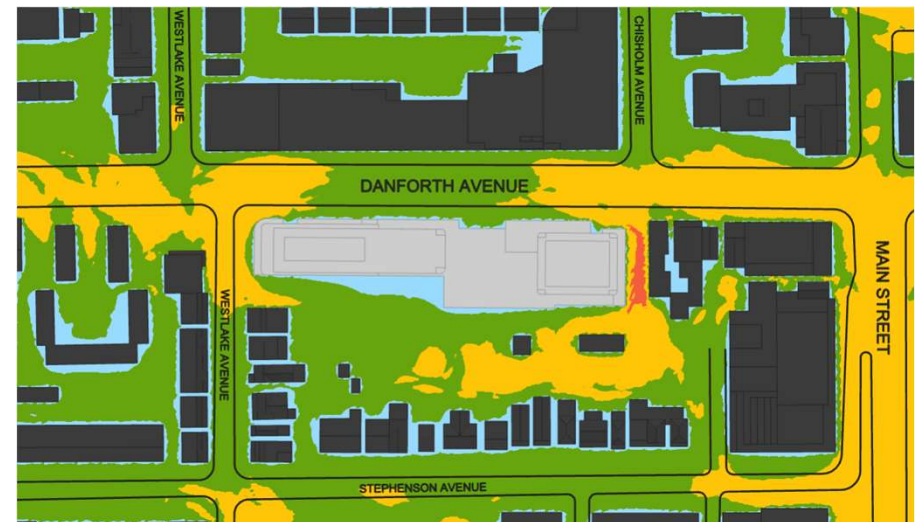 WESTLAKE AVENUE
CHISHOLM AVENUE
DANFORTH AVENUE
MAIN STREET
WESTLAKE AVENUE
STEPHENSON AVENUE